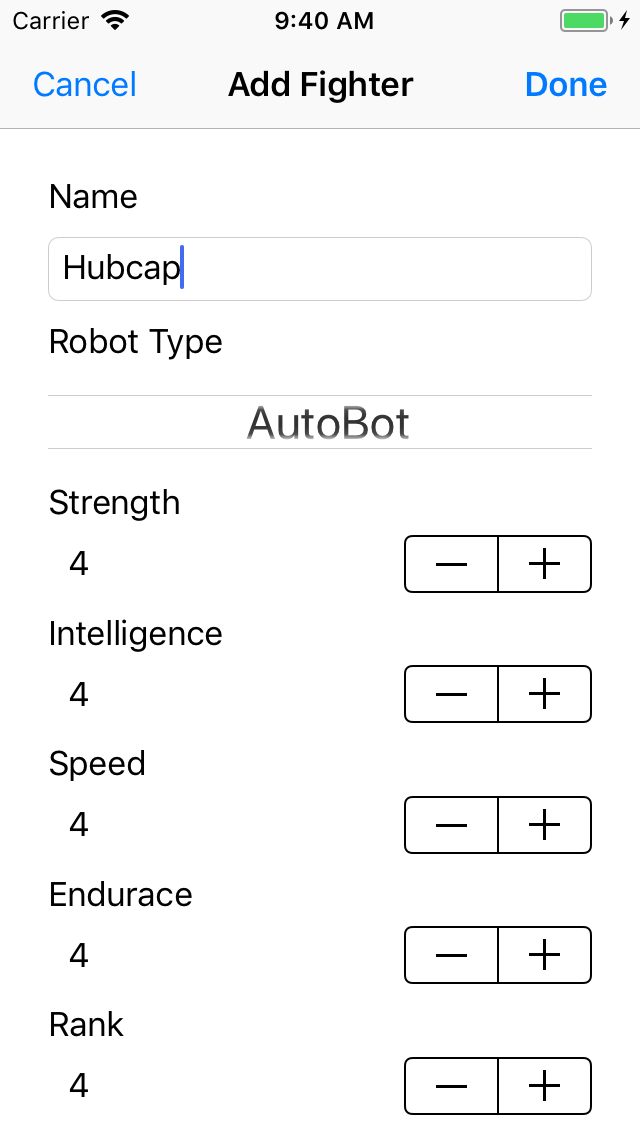 Carrier 9:40 AM
Cancel Add Fighter Done
Name
Hubcap
Robot Type
AutoBot
Strength
4
Intelligence
4
Speed
4
Endurace
4
Rank
4